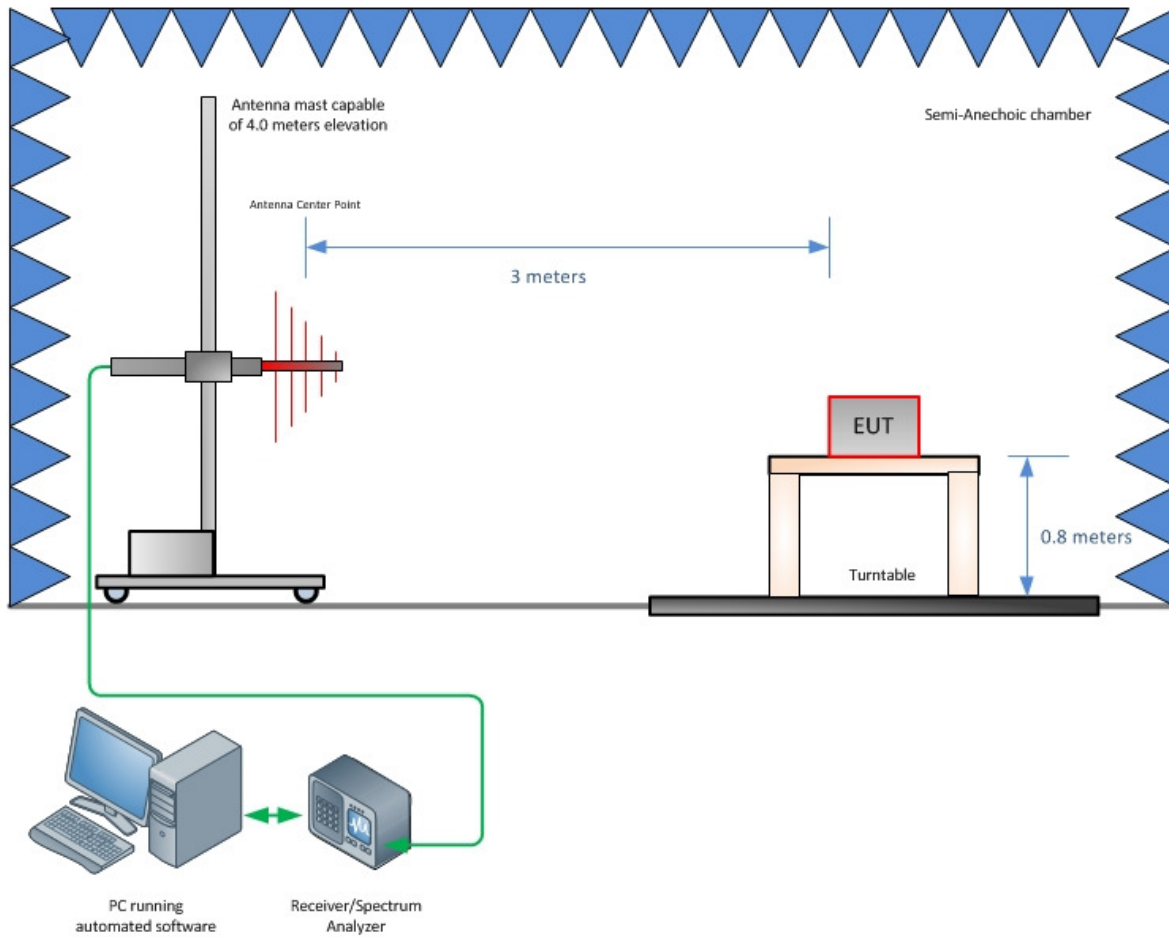 Antenna mast capable
of 4.0 meters elevation
Semi-Anechoic chamber
Antenna Center Point
3 meters
EUT
0.8 meters
Turntable
PC running
automated software
Receiver/Spectrum
Analyzer